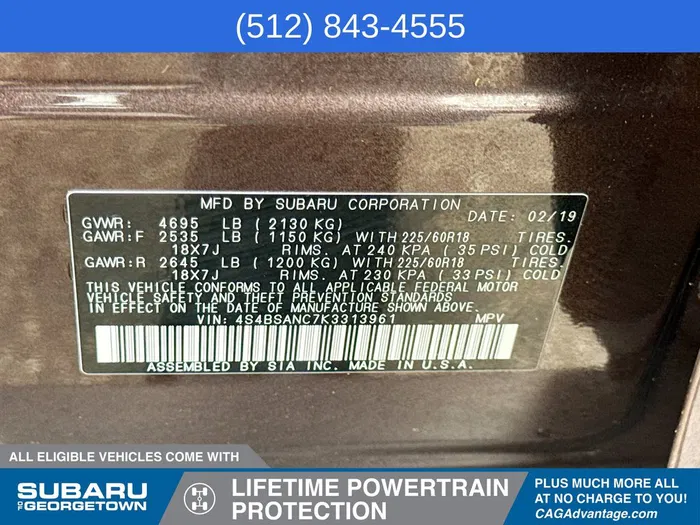 (512) 843-4555
MFD BY SUBARU CORPORATION
GVWR: 4695 LB (2130 KG) DATE: 02/19
GAWR:F 2535 LB (1150 KG) WITH 225/60R18 TIRES.
18X7J RIMS. AT 240 KPA (35 PSI) COLD
GAWR:R 2645 LB (1200 KG) WITH 225/60R18 TIRES.
18X7J RIMS. AT 230 KPA (33 PSI) COLD
THIS VEHICLE CONFORMS TO ALL APPLICABLE FEDERAL MOTOR
VEHICLE SAFETY AND THEFT PREVENTION STANDARDS
IN EFFECT ON THE DATE OF MFR SHOWN ABOVE.
VIN: 4S4BSANC7K3313961 MPV
ASSEMBLED BY SIA INC. MADE IN U.S.A.
ALL ELIGIBLE VEHICLES COME WITH
SUBARU
OF GEORGETOWN
LIFETIME POWERTRAIN
PROTECTION
PLUS MUCH MORE ALL
AT NO CHARGE TO YOU!
CAGAdvantage.com